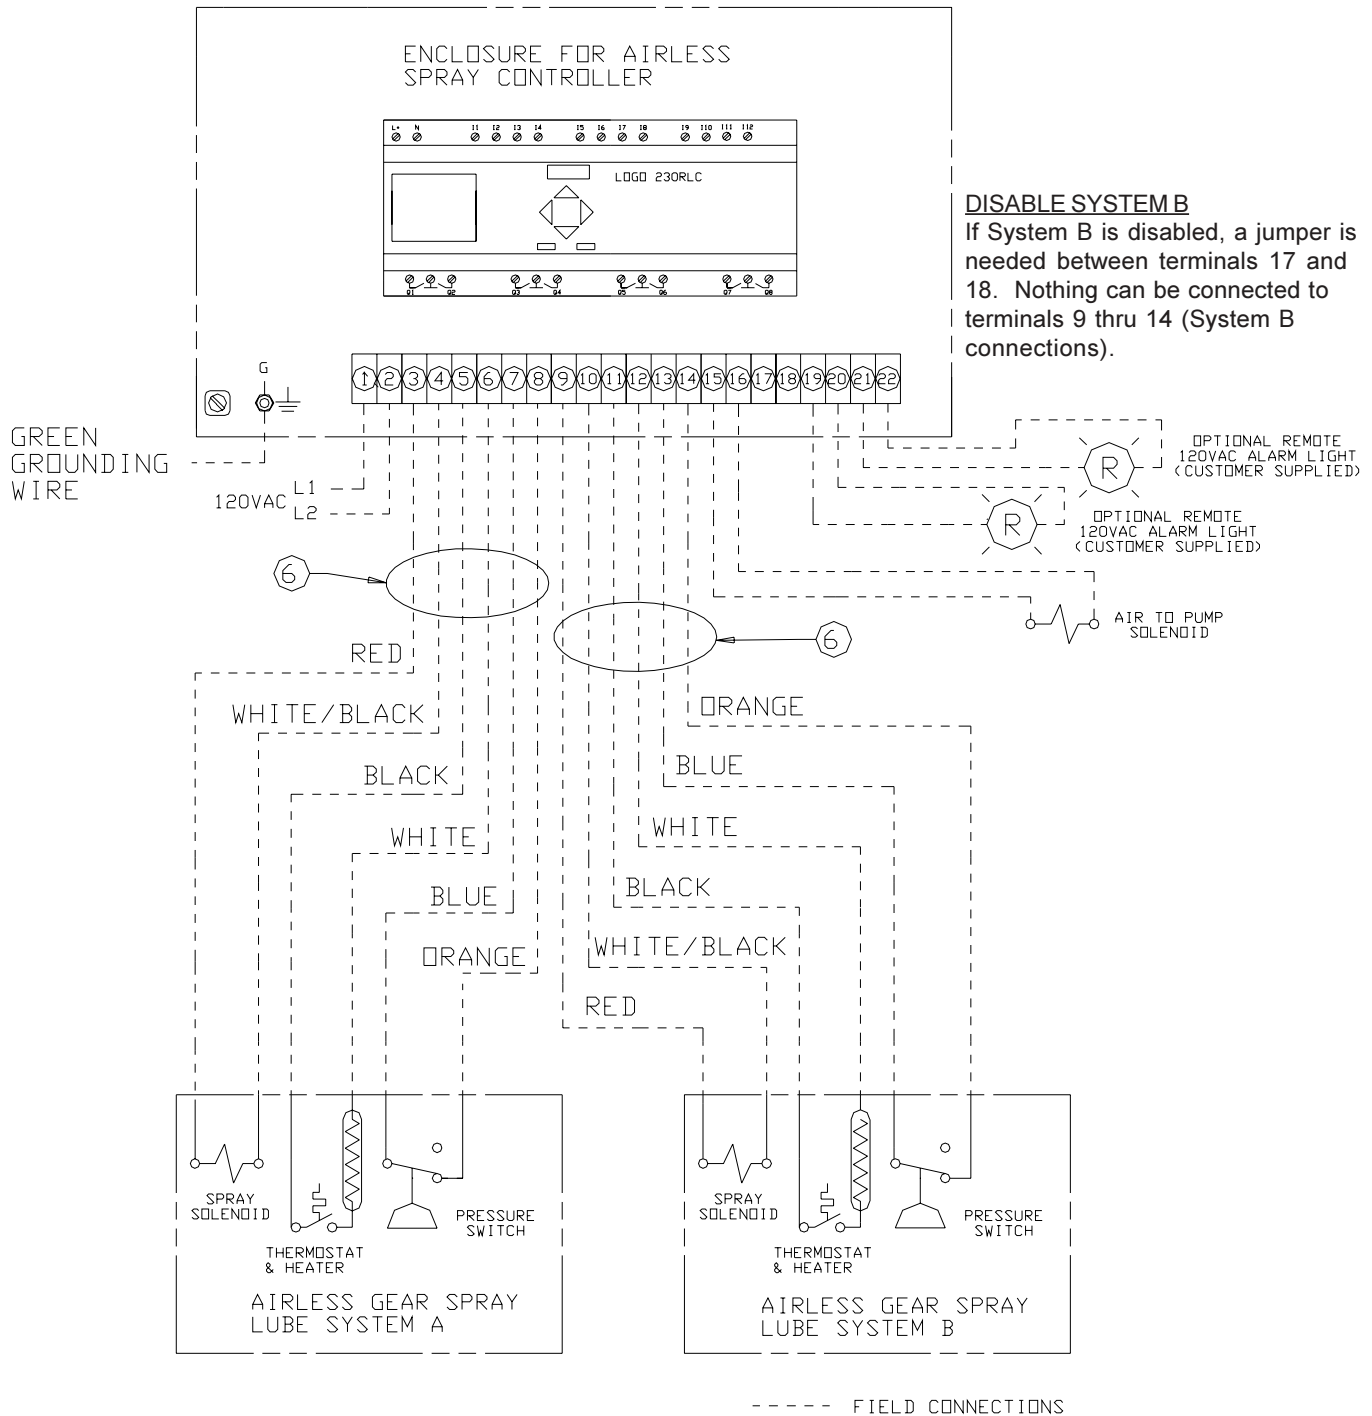 ENCLOSURE FOR AIRLESS
SPRAY CONTROLLER
L+ N I1 I2 I3 I4 I5 I6 I7 I8 I9 I10 I11 I12
LOGO 230RLC
Q1 Q2 Q3 Q4 Q5 Q6 Q7 Q8
DISABLE SYSTEM B
If System B is disabled, a jumper is
needed between terminals 17 and
18. Nothing can be connected to
terminals 9 thru 14 (System B
connections).
G
1 2 3 4 5 6 7 8 9 10 11 12 13 14 15 16 17 18 19 20 21 22
GREEN
GROUNDING
WIRE
120VAC
L1
L2
R
OPTIONAL REMOTE
120VAC ALARM LIGHT
(CUSTOMER SUPPLIED)
R
OPTIONAL REMOTE
120VAC ALARM LIGHT
(CUSTOMER SUPPLIED)
6
6
AIR TO PUMP
SOLENOID
RED
WHITE/BLACK
BLACK
WHITE
BLUE
ORANGE
ORANGE
BLUE
WHITE
BLACK
WHITE/BLACK
RED
SPRAY
SOLENOID
THERMOSTAT
& HEATER
PRESSURE
SWITCH
AIRLESS GEAR SPRAY
LUBE SYSTEM A
SPRAY
SOLENOID
THERMOSTAT
& HEATER
PRESSURE
SWITCH
AIRLESS GEAR SPRAY
LUBE SYSTEM B
----- FIELD CONNECTIONS